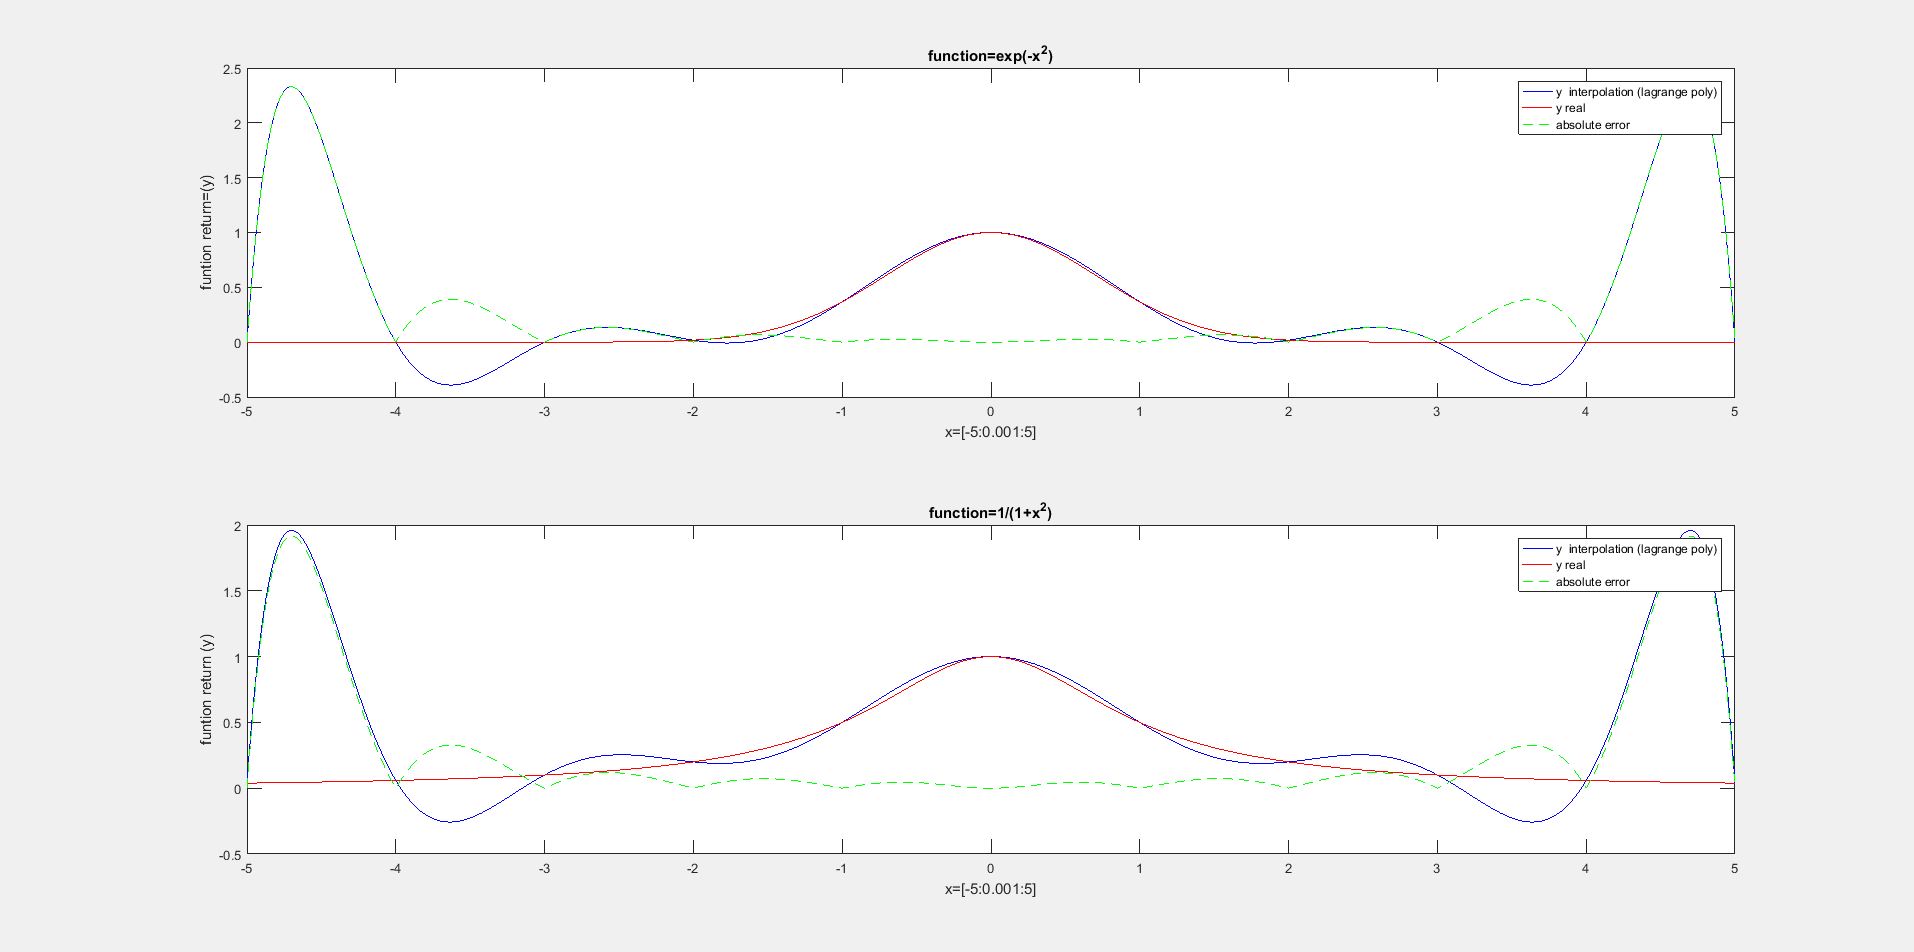 function=exp(-x²)
2.5
2
1.5
1
0.5
0
-0.5
funtion return=(y)
y  interpolation (lagrange poly)
y real
absolute error
-5 -4 -3 -2 -1 0 1 2 3 4 5
x=[-5:0.001:5]
function=1/(1+x²)
2
1.5
1
0.5
0
-0.5
funtion return (y)
y  interpolation (lagrange poly)
y real
absolute error
-5 -4 -3 -2 -1 0 1 2 3 4 5
x=[-5:0.001:5]